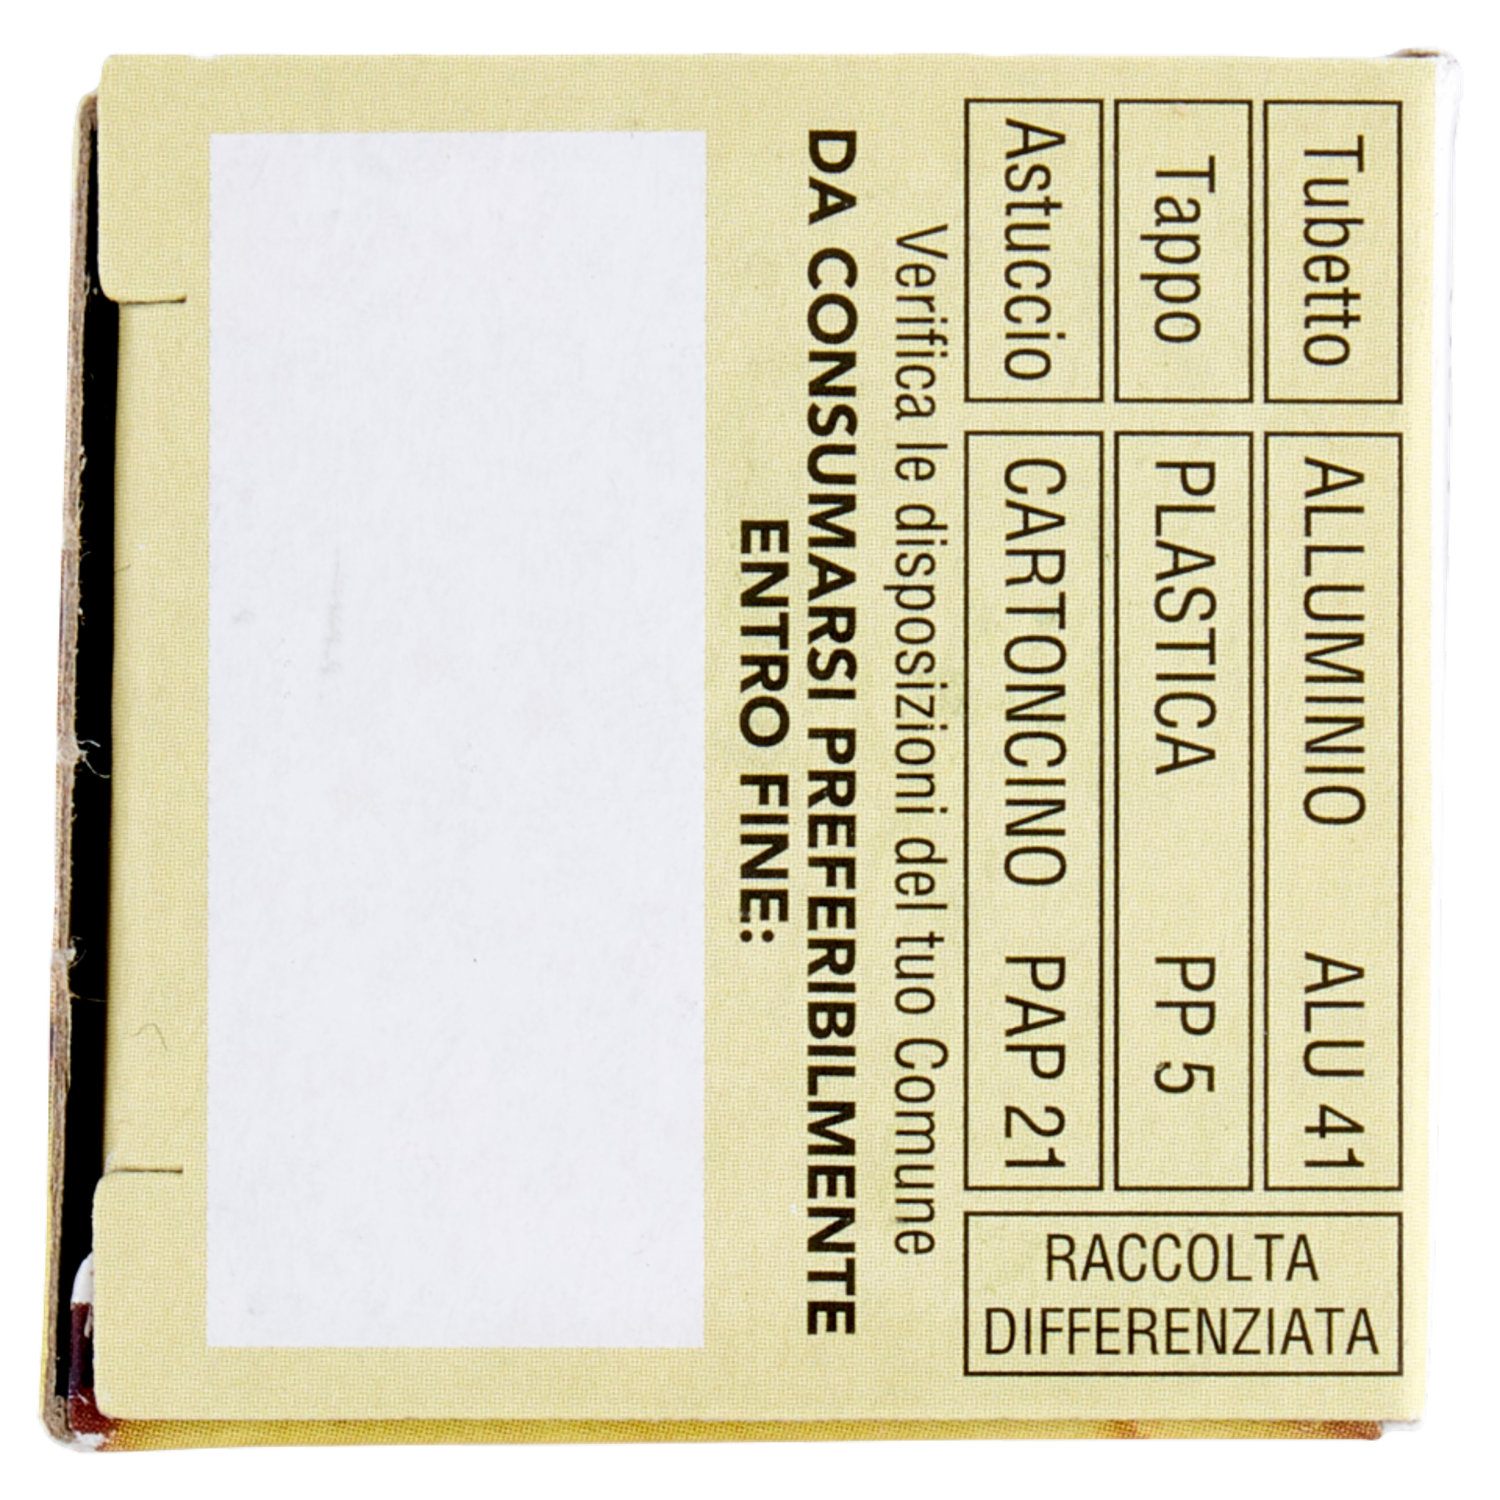 Tubetto ALLUMINIO ALU 41
Tappo PLASTICA PP 5
Astuccio CARTONCINO PAP 21
RACCOLTA
DIFFERENZIATA
Verifica le disposizioni del tuo Comune
DA CONSUMARSI PREFERIBILMENTE
ENTRO FINE: